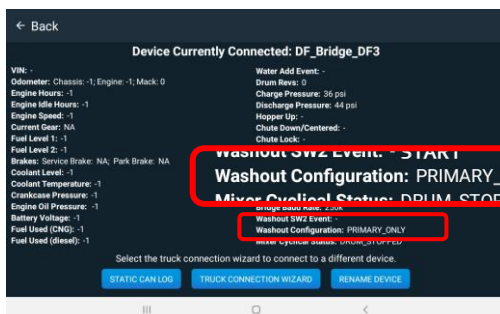 ← Back
Device Currently Connected: DF_Bridge_DF3
VIN: -
Odometer: Chassis: -1; Engine: -1; Mack: 0
Engine Hours: -1
Engine Idle Hours: -1
Engine Speed: -1
Current Gear: NA
Fuel Level 1: -1
Fuel Level 2: -1
Brakes: Service Brake: NA; Park Brake: NA
Coolant Level: -1
Coolant Temperature: -1
Crankcase Pressure: -1
Engine Oil Pressure: -1
Battery Voltage: -1
Fuel Used (CNG): -1
Fuel Used (diesel): -1
Water Add Event: -
Drum Revs: 0
Charge Pressure: 36 psi
Discharge Pressure: 44 psi
Hopper Up: -
Chute Down/Centered: -
Chute Lock: -
Washout SW2 Event: - START
Washout Configuration: PRIMARY_
Mixer Cyclical Status: DRUM_STOP
Bridge Baud Rate: 250k
Washout SW2 Event: -
Washout Configuration: PRIMARY_ONLY
Mixer Cyclical Status: DRUM_STOPPED
Select the truck connection wizard to connect to a different device.
STATIC CAN LOG
TRUCK CONNECTION WIZARD
RENAME DEVICE